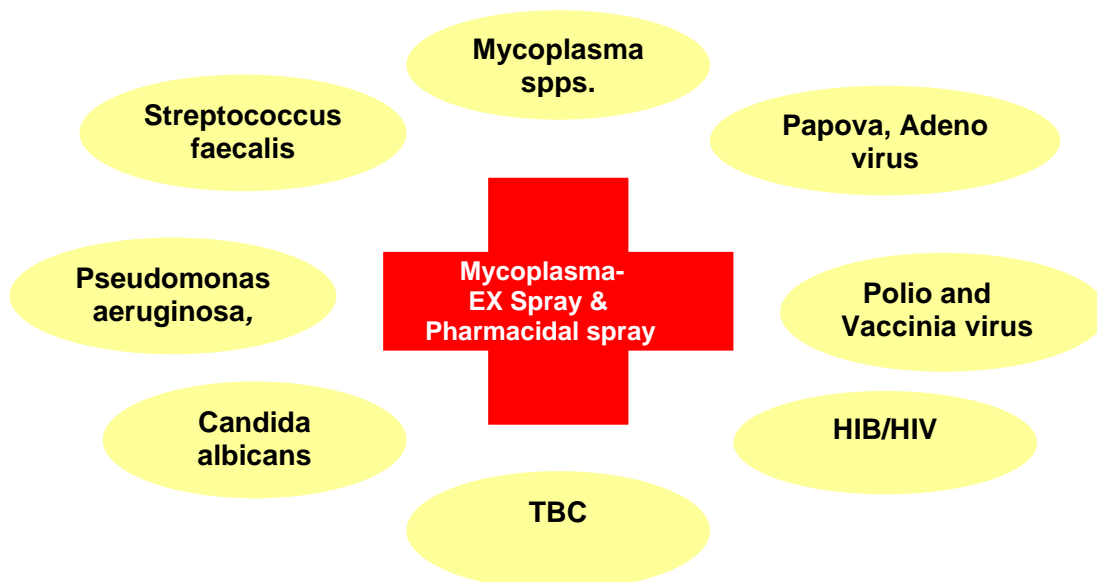 Mycoplasma
spps.
Streptococcus
faecalis
Papova, Adeno
virus
Pseudomonas
aeruginosa,
Mycoplasma-
EX Spray &
Pharmacidal spray
Polio and
Vaccinia virus
Candida
albicans
HIB/HIV
TBC